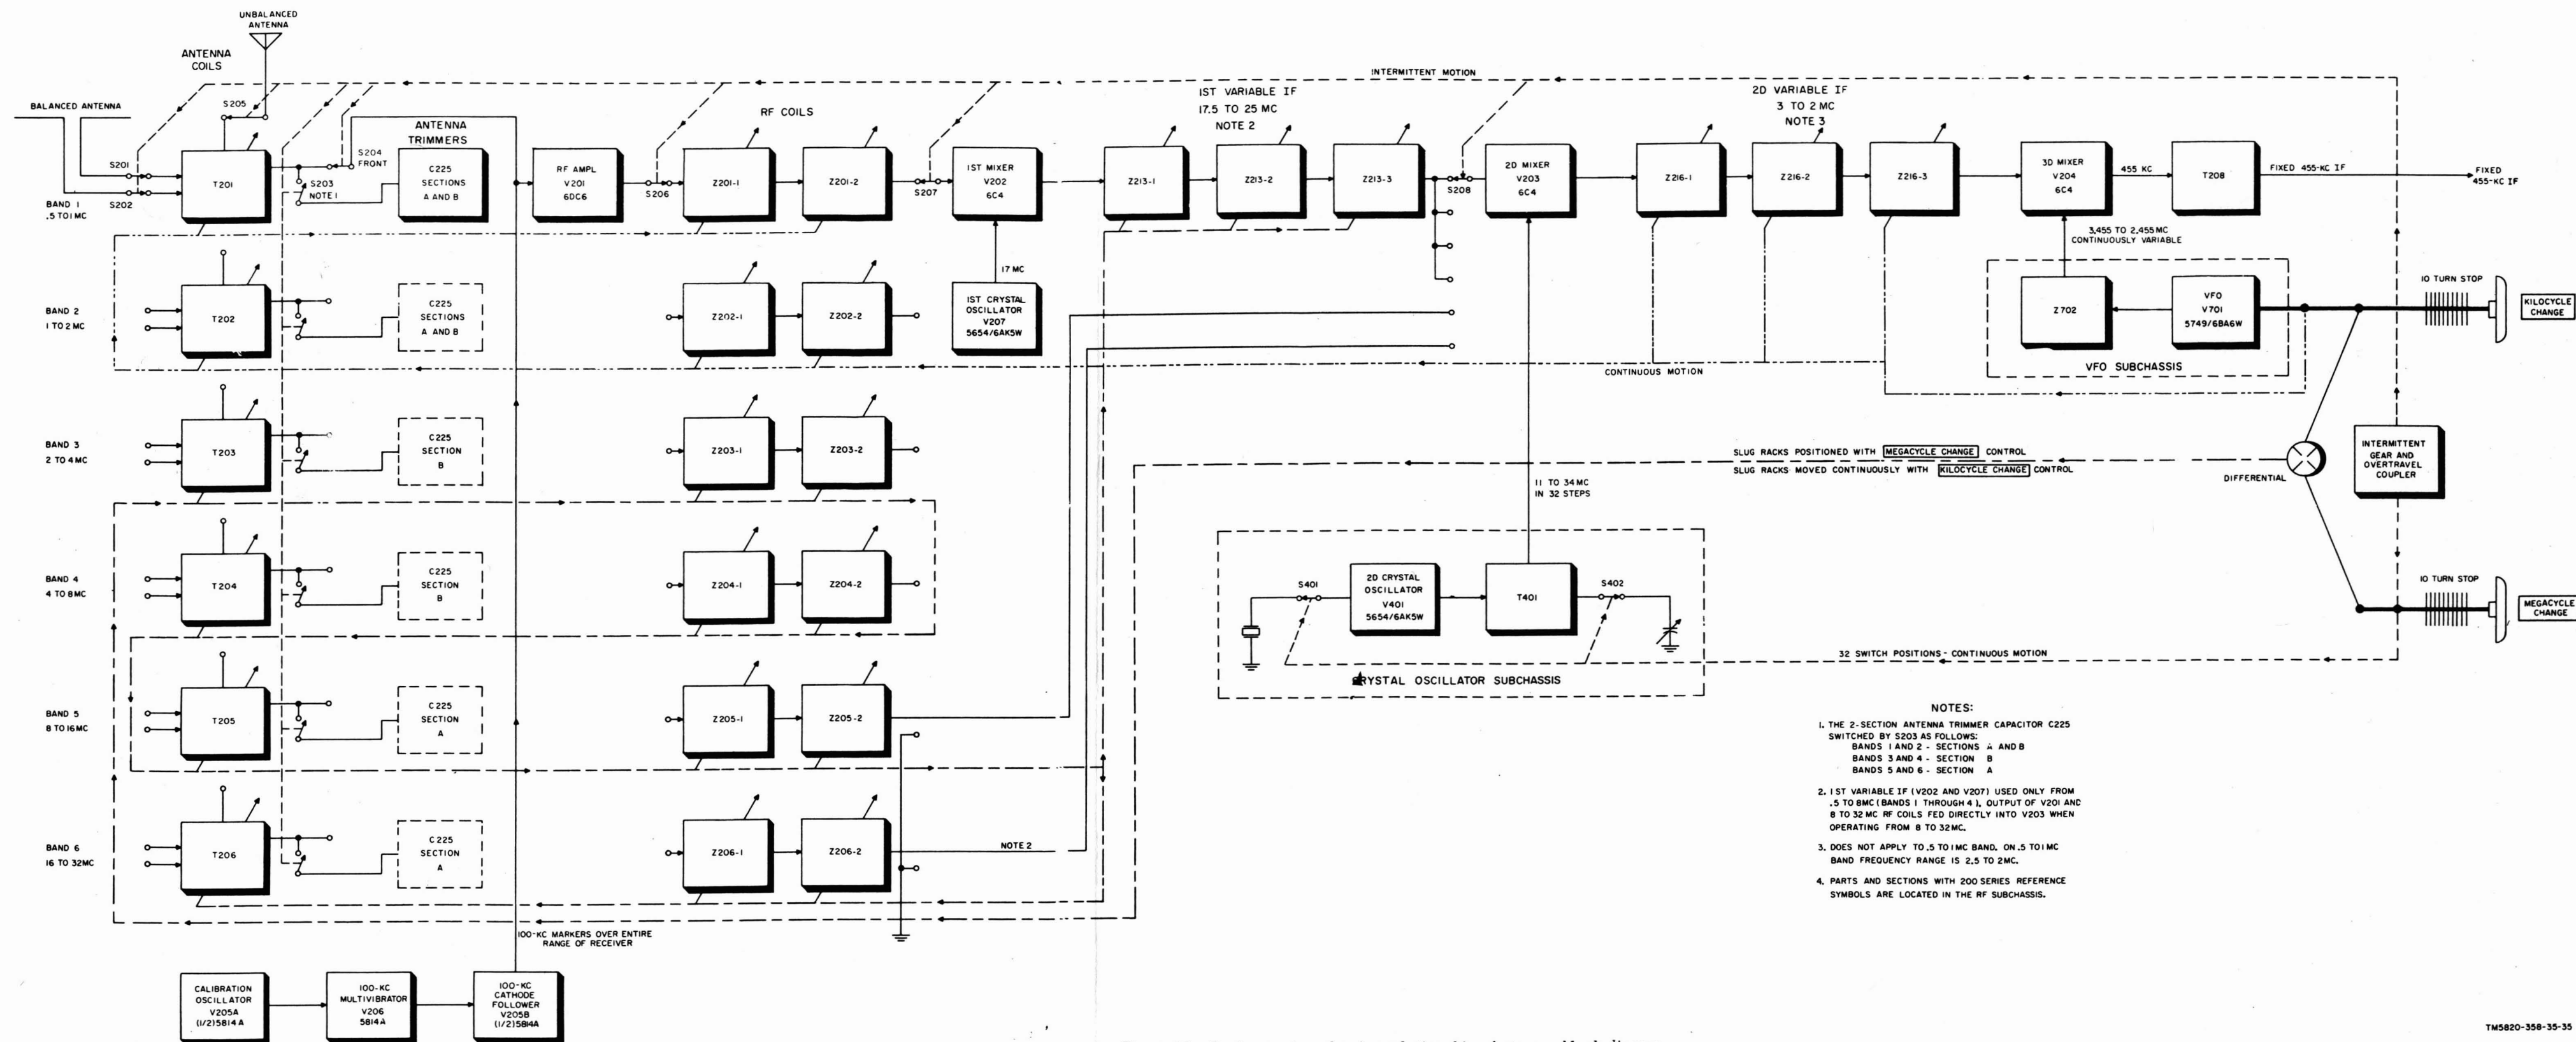 UNBALANCED
ANTENNA
ANTENNA
COILS
INTERMITTENT MOTION
BALANCED ANTENNA
S205
RF COILS
1ST VARIABLE IF
17.5 TO 25 MC
NOTE 2
2D VARIABLE IF
3 TO 2 MC
NOTE 3
ANTENNA
TRIMMERS
S201
S202
T201
S204
FRONT
S203
NOTE 1
C225
SECTIONS
A AND B
RF AMPL
V201
6DC6
S206
Z201-1
Z201-2
S207
1ST MIXER
V202
6C4
Z213-1
Z213-2
Z213-3
S208
2D MIXER
V203
6C4
Z216-1
Z216-2
Z216-3
3D MIXER
V204
6C4
455 KC
T208
FIXED 455-KC IF
FIXED
455-KC IF
BAND 1
.5 TO 1 MC
3.455 TO 2.455 MC
CONTINUOUSLY VARIABLE
17 MC
BAND 2
1 TO 2 MC
T202
C225
SECTIONS
A AND B
Z202-1
Z202-2
1ST CRYSTAL
OSCILLATOR
V207
5654/6AK5W
Z702
VFO
V701
5749/6BA6W
VFO SUBCHASSIS
10 TURN STOP
KILOCYCLE
CHANGE
CONTINUOUS MOTION
BAND 3
2 TO 4 MC
T203
C225
SECTION
B
Z203-1
Z203-2
SLUG RACKS POSITIONED WITH MEGACYCLE CHANGE CONTROL
SLUG RACKS MOVED CONTINUOUSLY WITH KILOCYCLE CHANGE CONTROL
DIFFERENTIAL
INTERMITTENT
GEAR AND
OVERTRAVEL
COUPLER
11 TO 34 MC
IN 32 STEPS
BAND 4
4 TO 8 MC
T204
C225
SECTION
B
Z204-1
Z204-2
S401
2D CRYSTAL
OSCILLATOR
V401
5654/6AK5W
T401
S402
10 TURN STOP
MEGACYCLE
CHANGE
32 SWITCH POSITIONS - CONTINUOUS MOTION
CRYSTAL OSCILLATOR SUBCHASSIS
BAND 5
8 TO 16 MC
T205
C225
SECTION
A
Z205-1
Z205-2
BAND 6
16 TO 32 MC
T206
C225
SECTION
A
Z206-1
Z206-2
NOTE 2
NOTES:
1. THE 2-SECTION ANTENNA TRIMMER CAPACITOR C225
SWITCHED BY S203 AS FOLLOWS:
BANDS 1 AND 2 - SECTIONS A AND B
BANDS 3 AND 4 - SECTION B
BANDS 5 AND 6 - SECTION A
2. 1ST VARIABLE IF (V202 AND V207) USED ONLY FROM
.5 TO 8MC (BANDS 1 THROUGH 4). OUTPUT OF V201 AND
8 TO 32 MC RF COILS FED DIRECTLY INTO V203 WHEN
OPERATING FROM 8 TO 32MC.
3. DOES NOT APPLY TO .5 TO 1 MC BAND. ON .5 TO 1 MC
BAND FREQUENCY RANGE IS 2.5 TO 2MC.
4. PARTS AND SECTIONS WITH 200 SERIES REFERENCE
SYMBOLS ARE LOCATED IN THE RF SUBCHASSIS.
100-KC MARKERS OVER ENTIRE
RANGE OF RECEIVER
CALIBRATION
OSCILLATOR
V205A
(1/2)5814A
100-KC
MULTIVIBRATOR
V206
5814A
100-KC
CATHODE
FOLLOWER
V205B
(1/2)5814A
TM5820-358-35-35